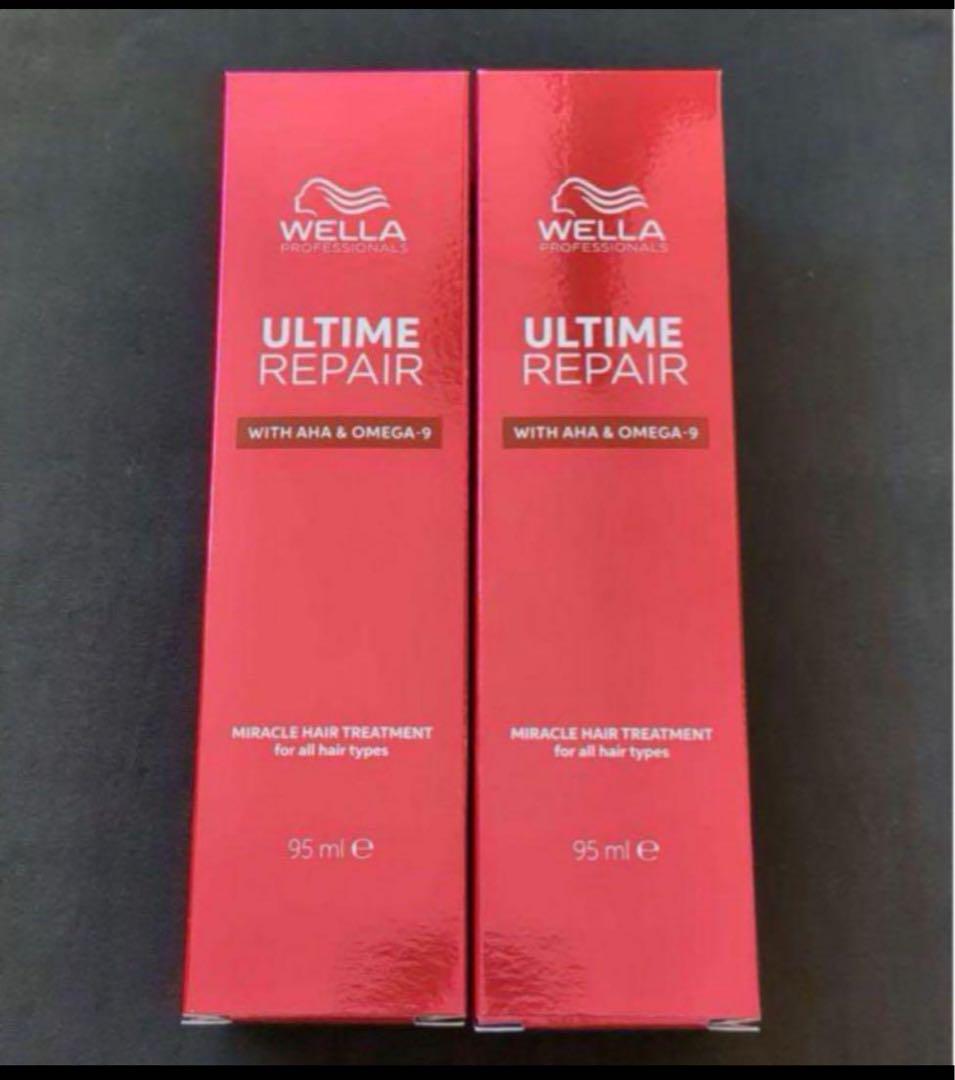 WELLA
PROFESSIONALS
ULTIME
REPAIR
WITH AHA & OMEGA-9
MIRACLE HAIR TREATMENT
for all hair types
95 ml e
WELLA
PROFESSIONALS
ULTIME
REPAIR
WITH AHA & OMEGA-9
MIRACLE HAIR TREATMENT
for all hair types
95 ml e